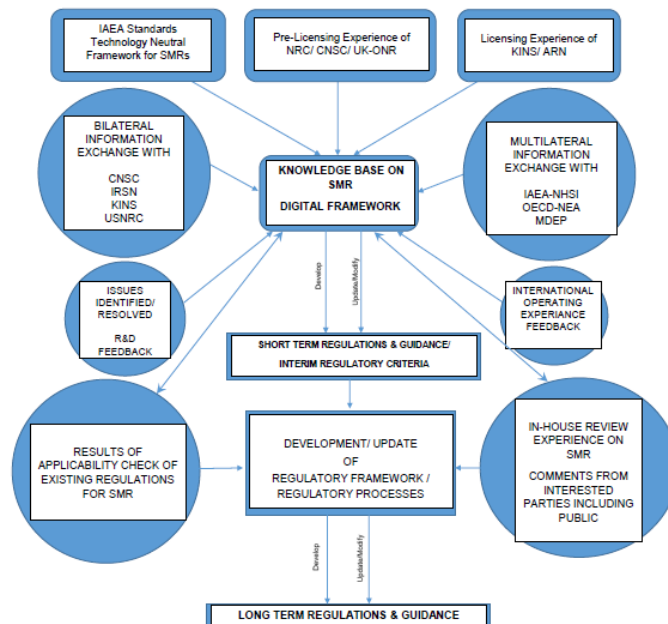 IAEA Standards
Technology Neutral
Framework for SMRs
Pre-Licensing Experience of
NRC/ CNSC/ UK-ONR
Licensing Experience of
KINS/ ARN
BILATERAL
INFORMATION
EXCHANGE WITH
CNSC
IRSN
KINS
USNRC
KNOWLEDGE BASE ON
SMR
DIGITAL FRAMEWORK
MULTILATERAL
INFORMATION
EXCHANGE WITH
IAEA-NHSI
OECD-NEA
MDEP
ISSUES
IDENTIFIED/
RESOLVED
R&D
FEEDBACK
Develop
Update/Modify
INTERNATIONAL
OPERATING
EXPERIANCE
FEEDBACK
SHORT TERM REGULATIONS & GUIDANCE/
INTERIM REGULATORY CRITERIA
RESULTS OF
APPLICABILITY CHECK OF
EXISTING REGULATIONS
FOR SMR
DEVELOPMENT/ UPDATE
OF
REGULATORY FRAMEWORK /
REGULATORY PROCESSES
IN-HOUSE REVIEW
EXPERIENCE ON
SMR
COMMENTS FROM
INTERESTED
PARTIES INCLUDING
PUBLIC
Develop
Update/Modify
LONG TERM REGULATIONS & GUIDANCE